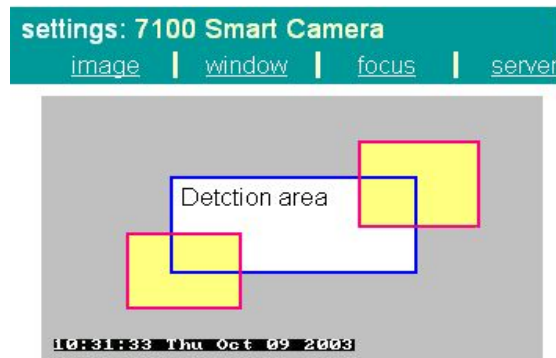 settings: 7100 Smart Camera
image | window | focus | server
Detction area
10:31:33 Thu Oct 09 2003